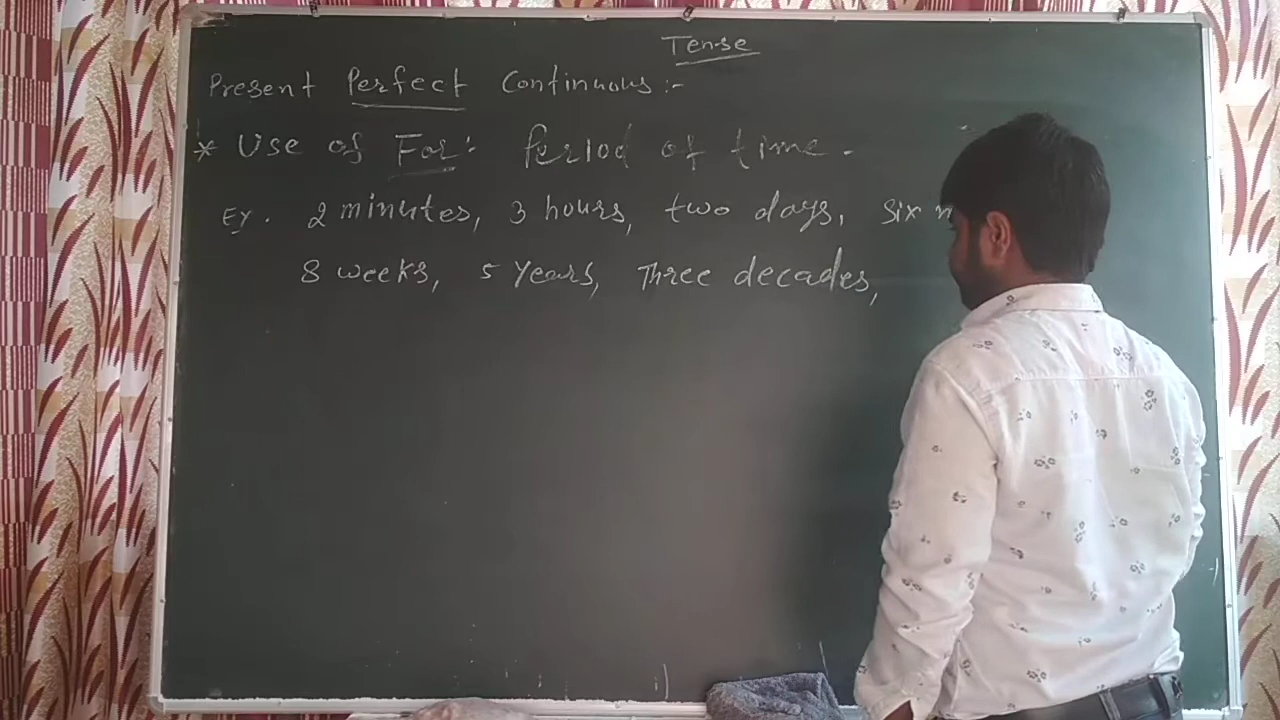 Tense
Present Perfect Continuous :-
* Use of For : Period of time .
Ex . 2 minutes, 3 hours, two days, six
8 weeks, 5 Years, Three decades,